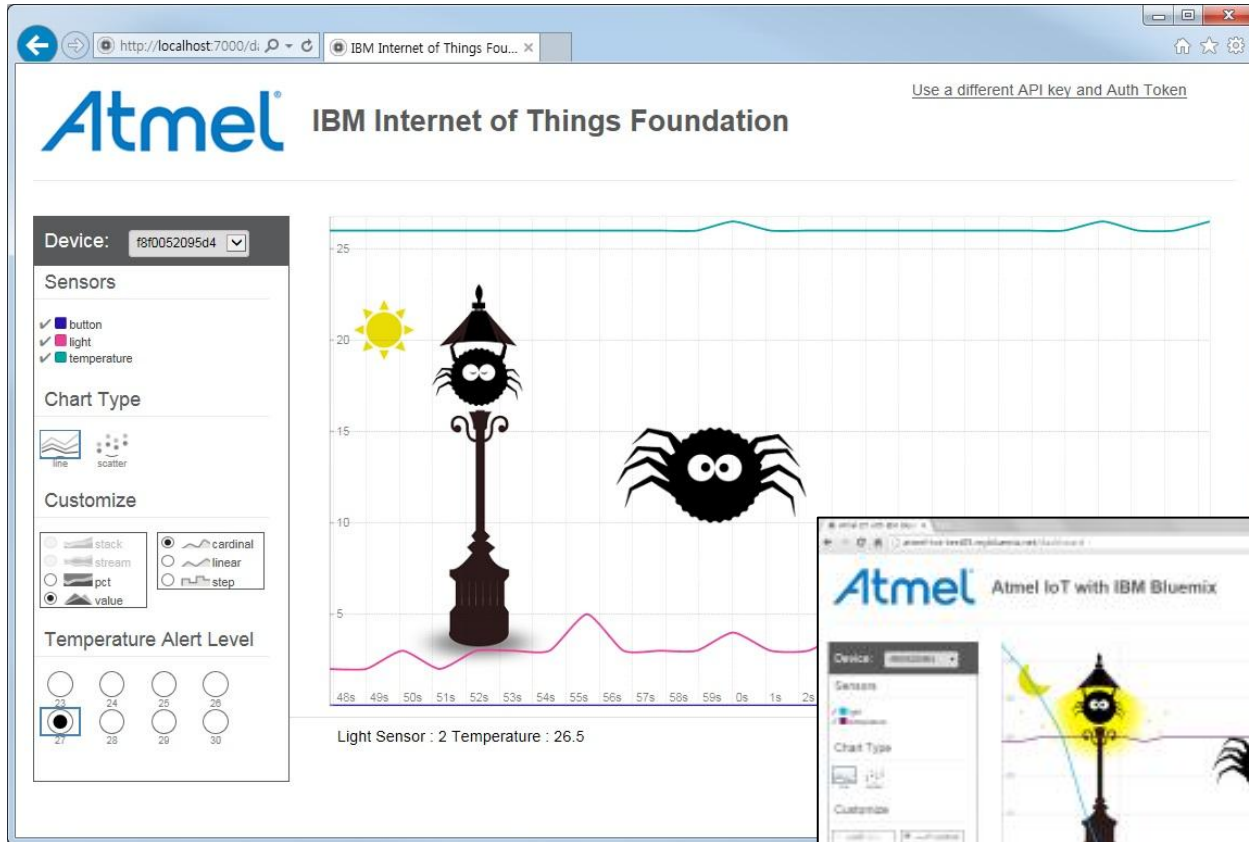 http://localhost:7000/d
IBM Internet of Things Fou...
Use a different API key and Auth Token
Atmel
IBM Internet of Things Foundation
Device: f8f0052095d4
Sensors
button
light
temperature
Chart Type
line
scatter
Customize
stack
stream
pct
value
cardinal
linear
step
Temperature Alert Level
23 24 25 26
27 28 29 30
25
20
15
10
5
48s 49s 50s 51s 52s 53s 54s 55s 56s 57s 58s 59s 0s 1s 2s
Light Sensor : 2 Temperature : 26.5
Atmel
Atmel IoT with IBM Bluemix
Device:
Sensors
light
temperature
Chart Type
Customize